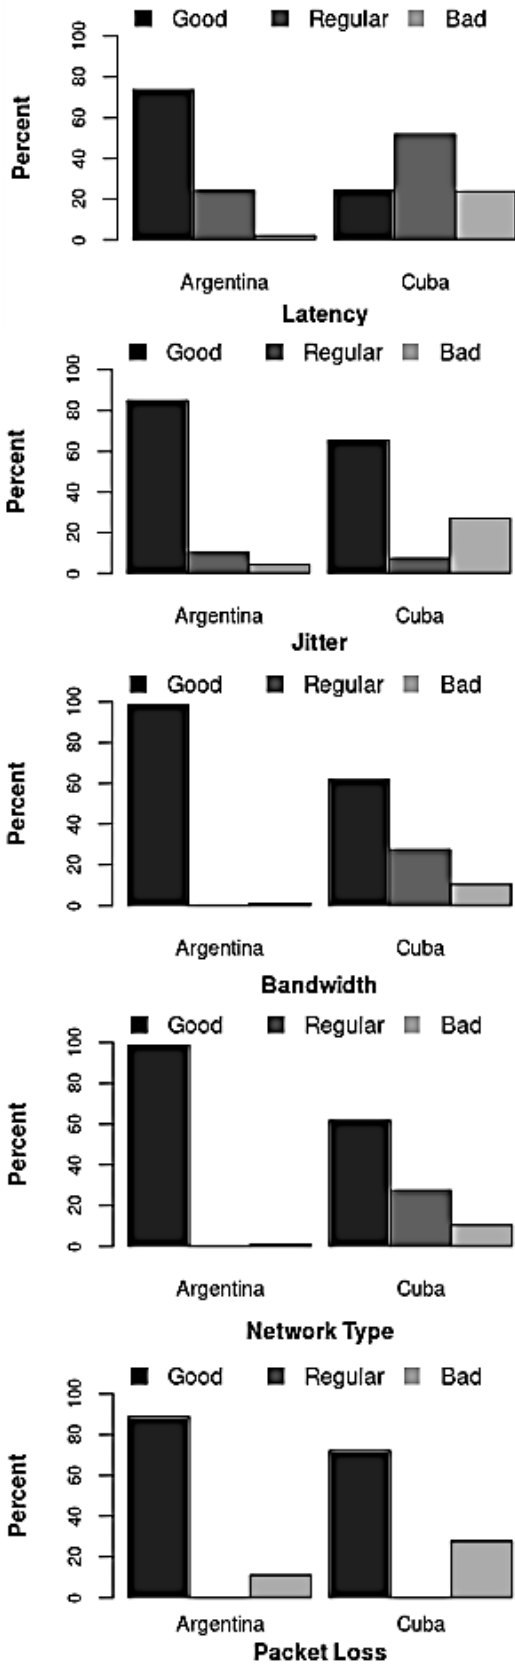 Good Regular Bad
Percent
100
80
60
40
20
0
Argentina Cuba
Latency
Good Regular Bad
Percent
100
80
60
40
20
0
Argentina Cuba
Jitter
Good Regular Bad
Percent
100
80
60
40
20
0
Argentina Cuba
Bandwidth
Good Regular Bad
Percent
100
80
60
40
20
0
Argentina Cuba
Network Type
Good Regular Bad
Percent
100
80
60
40
20
0
Argentina Cuba
Packet Loss